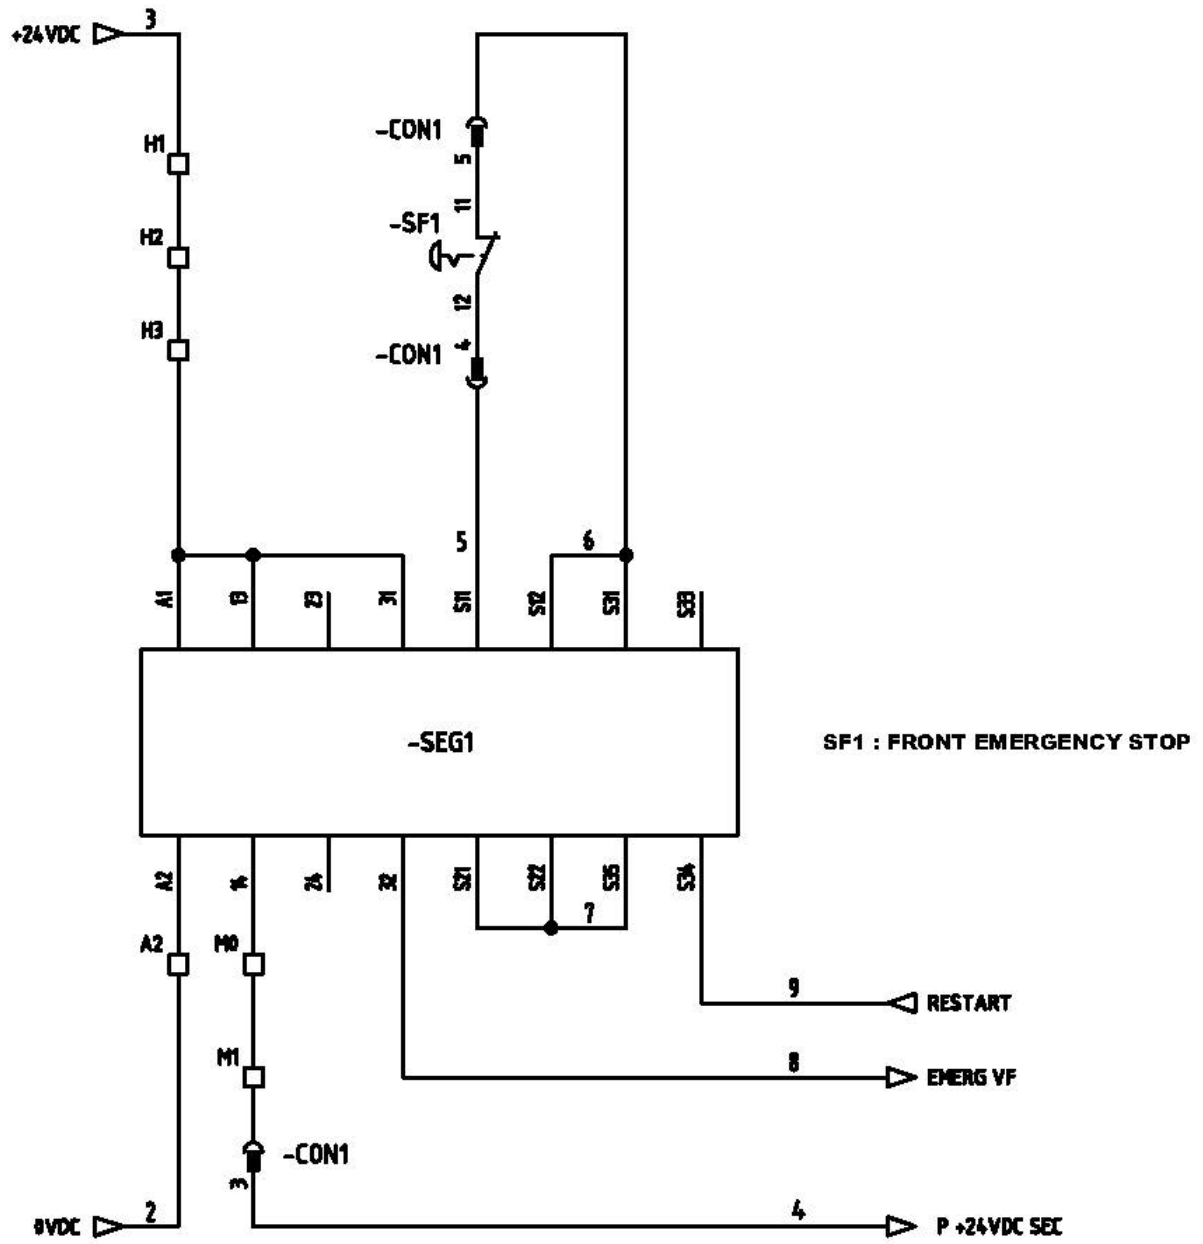 3
+24VDC
-CON1
H1
5
11
-SF1
H2
12
H3
4
-CON1
5
6
A1
13
23
31
S11
S12
S31
S33
-SEG1
SF1 : FRONT EMERGENCY STOP
A2
14
24
32
S21
S22
S35
S34
7
A2
M0
9
RESTART
M1
8
EMERG VF
-CON1
3
2
0VDC
4
P +24VDC SEC